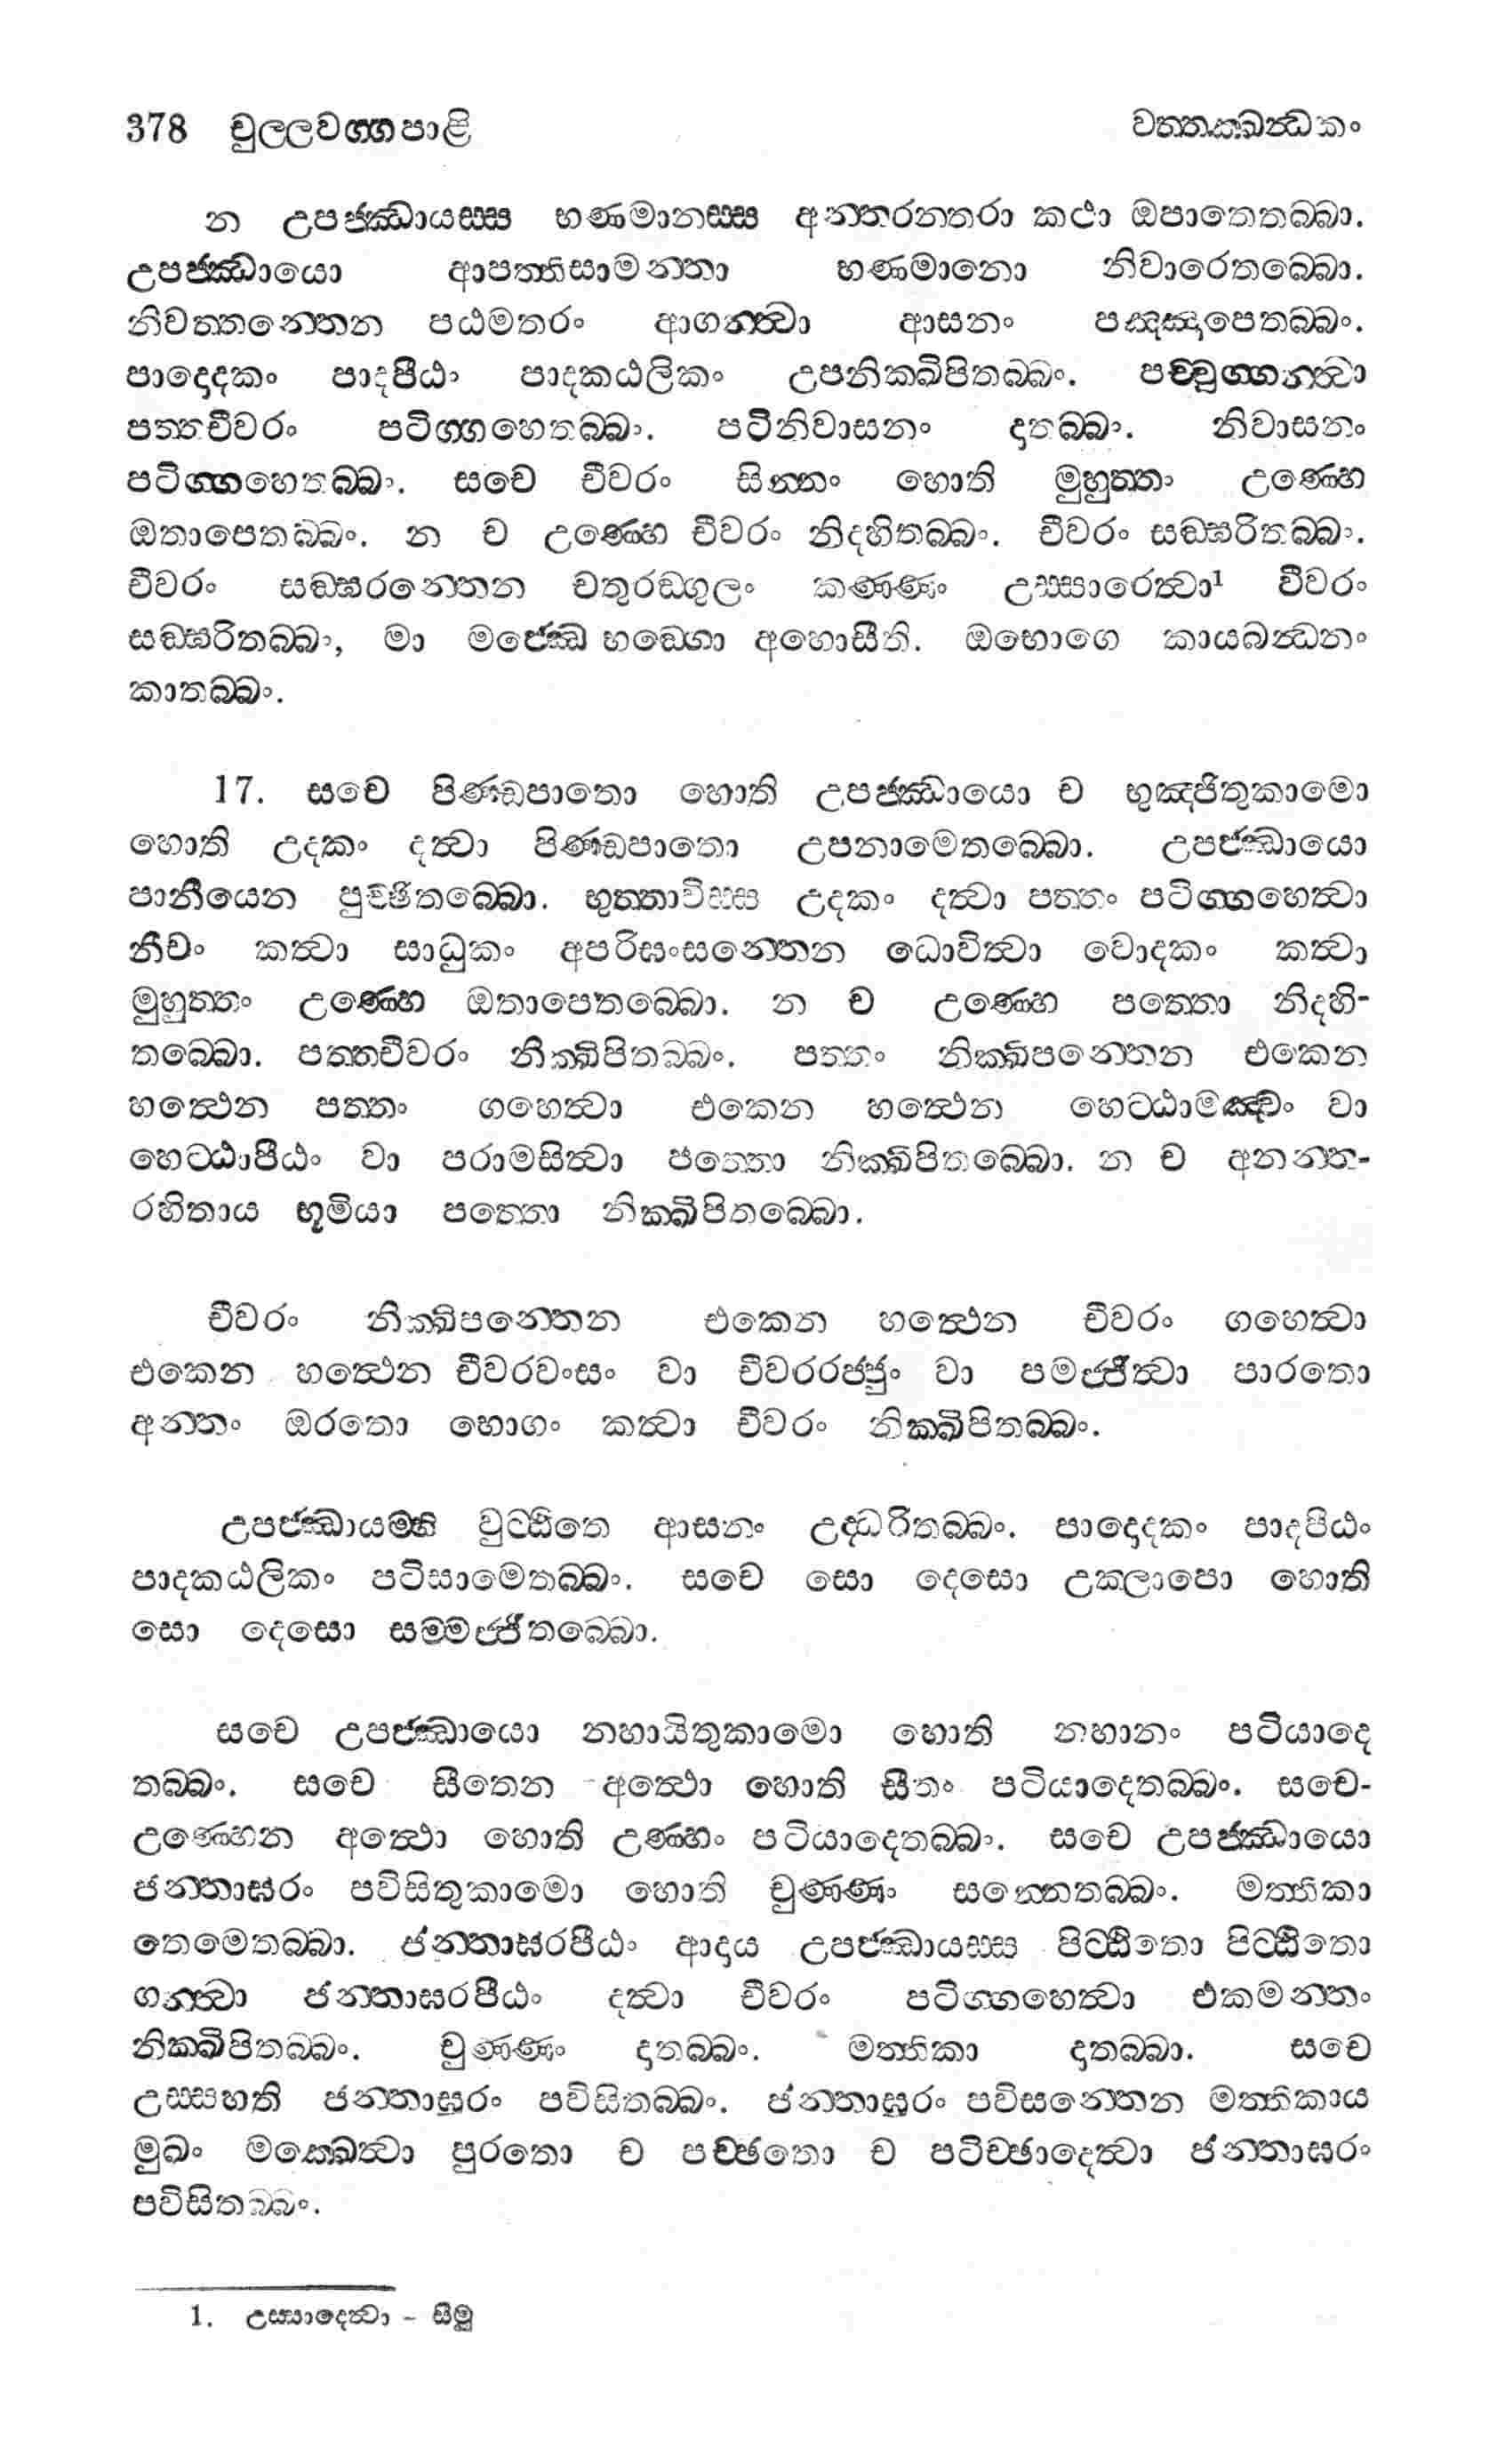 378 චුල්ලවග්ගපාළි වත්තක්ඛන්ධකං
න උපජ්ඣායස්ස භණමානස්ස අන්තරන්තරා කථා ඔපාතෙතබ්බා.
උපජ්ඣායො ආපත්තිසාමන්තා භණමානො නිවාරෙතබ්බො.
නිවත්තන්තෙන පඨමතරං ආගන්ත්වා ආසනං පඤ්ඤාපෙතබ්බං.
පාදොදකං පාදපීඨං පාදකඨලිකං උපනික්ඛිපිතබ්බං. පච්චුග්ගන්ත්වා
පත්තචීවරං පටිග්ගහෙතබ්බං. පටිනිවාසනං දාතබ්බං. නිවාසනං
පටිග්ගහෙතබ්බං. සචෙ චීවරං සින්නං හොති මුහුත්තං උණ්හෙ
ඔතාපෙතබ්බං. න ච උණ්හෙ චීවරං නිදහිතබ්බං. චීවරං සඞ්ඝරිතබ්බං.
චීවරං සඞ්ඝරන්තෙන චතුරඞ්ගුලං කණ්ණං උස්සාරෙත්වා¹ චීවරං
සඞ්ඝරිතබ්බං, මා මජ්ඣෙ භඞ්ගො අහොසීති. ඔභොගෙ කායබන්ධනං
කාතබ්බං.
17. සචෙ පිණ්ඩපාතො හොති උපජ්ඣායො ච භුඤ්ජිතුකාමො
හොති උදකං දත්වා පිණ්ඩපාතො උපනාමෙතබ්බො. උපජ්ඣායො
පානීයෙන පුච්ඡිතබ්බො. භුත්තාවිස්ස උදකං දත්වා පත්තං පටිග්ගහෙත්වා
නීචං කත්වා සාධුකං අපරිඝංසන්තෙන ධොවිත්වා වොදකං කත්වා
මුහුත්තං උණ්හෙ ඔතාපෙතබ්බො. න ච උණ්හෙ පත්තො නිදහි-
තබ්බො. පත්තචීවරං නික්ඛිපිතබ්බං. පත්තං නික්ඛිපන්තෙන එකෙන
හත්ථෙන පත්තං ගහෙත්වා එකෙන හත්ථෙන හෙට්ඨාමඤ්චං වා
හෙට්ඨාපීඨං වා පරාමසිත්වා පත්තො නික්ඛිපිතබ්බො. න ච අනන්ත-
රහිතාය භූමියා පත්තො නික්ඛිපිතබ්බො.
චීවරං නික්ඛිපන්තෙන එකෙන හත්ථෙන චීවරං ගහෙත්වා
එකෙන හත්ථෙන චීවරවංසං වා චීවරරජ්ජුං වා පමජ්ජිත්වා පාරතො
අන්තං ඔරතො භොගං කත්වා චීවරං නික්ඛිපිතබ්බං.
උපජ්ඣායම්හි වුට්ඨිතෙ ආසනං උද්ධරිතබ්බං. පාදොදකං පාදපීඨං
පාදකඨලිකං පටිසාමෙතබ්බං. සචෙ සො දෙසො උක්ලාපො හොති
සො දෙසො සම්මජ්ජිතබ්බො.
සචෙ උපජ්ඣායො නහායිතුකාමො හොති නහානං පටියාදෙ
තබ්බං. සචෙ සීතෙන අත්ථො හොති සීතං පටියාදෙතබ්බං. සචෙ-
උණ්හෙන අත්ථො හොති උණ්හං පටියාදෙතබ්බං. සචෙ උපජ්ඣායො
ජන්තාඝරං පවිසිතුකාමො හොති චුණ්ණං සන්නෙතබ්බං. මත්තිකා
තෙමෙතබ්බා. ජන්තාඝරපීඨං ආදාය උපජ්ඣායස්ස පිට්ඨිතො පිට්ඨිතො
ගන්ත්වා ජන්තාඝරපීඨං දත්වා චීවරං පටිග්ගහෙත්වා එකමන්තං
නික්ඛිපිතබ්බං. චුණ්ණං දාතබ්බං. මත්තිකා දාතබ්බා. සචෙ
උස්සහති ජන්තාඝරං පවිසිතබ්බං. ජන්තාඝරං පවිසන්තෙන මත්තිකාය
මුඛං මක්ඛෙත්වා පුරතො ච පච්ඡතො ච පටිච්ඡාදෙත්වා ජන්තාඝරං
පවිසිතබ්බං.
1. උස්සාදෙත්වා - සීමු